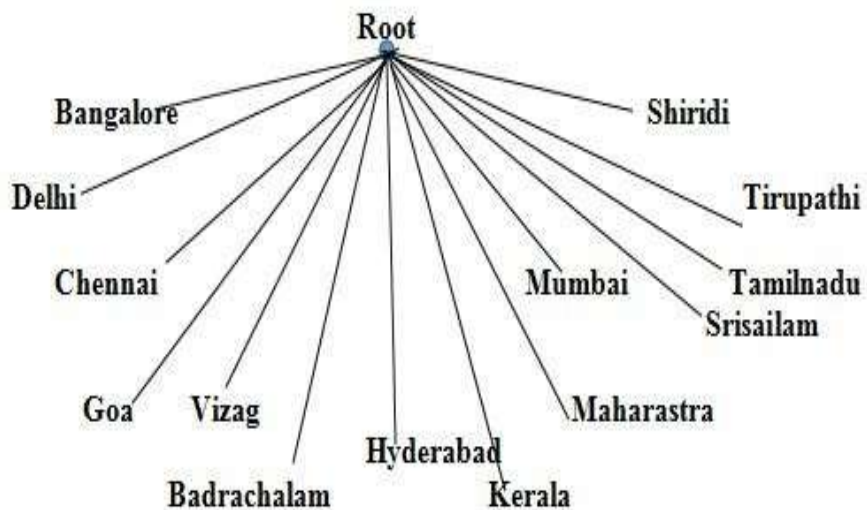 Root
Bangalore
Shiridi
Delhi
Tirupathi
Chennai
Mumbai
Tamilnadu
Srisailam
Goa
Vizag
Maharastra
Hyderabad
Badrachalam
Kerala